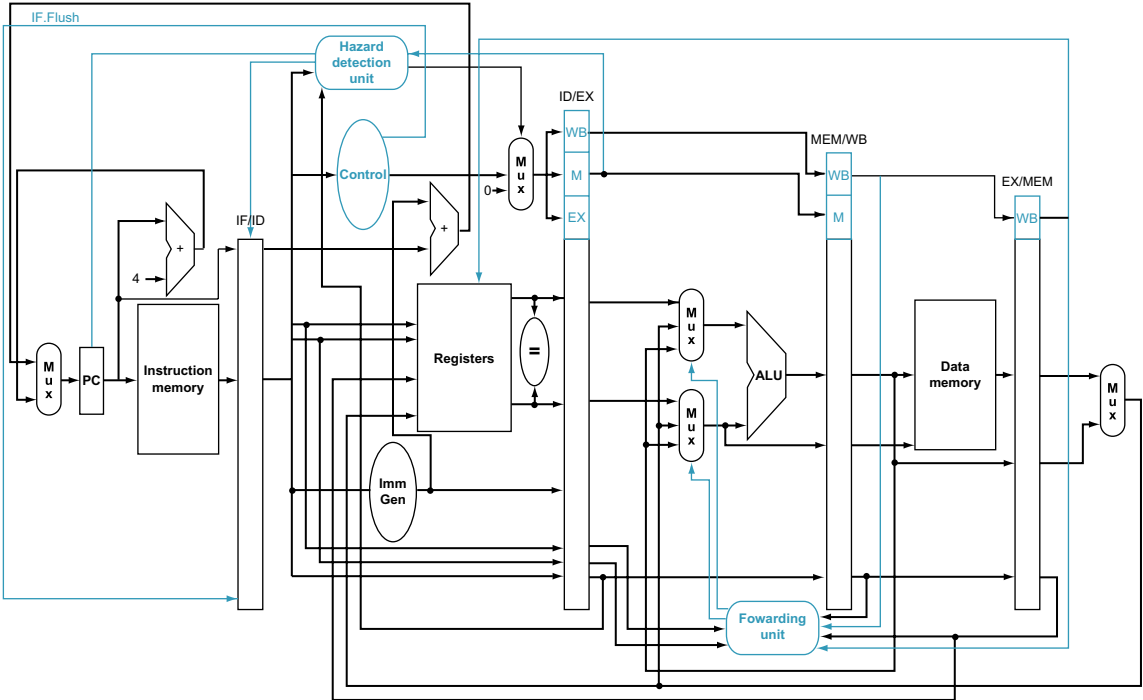 IF.Flush
Hazard
detection
unit
ID/EX
WB
MEM/WB
M
u
x
Control
M
WB
EX/MEM
0
IF/ID
EX
M
WB
+
+
4
M
u
x
Registers
=
M
u
x
PC
Instruction
memory
ALU
Data
memory
M
u
x
M
u
x
Imm
Gen
Fowarding
unit